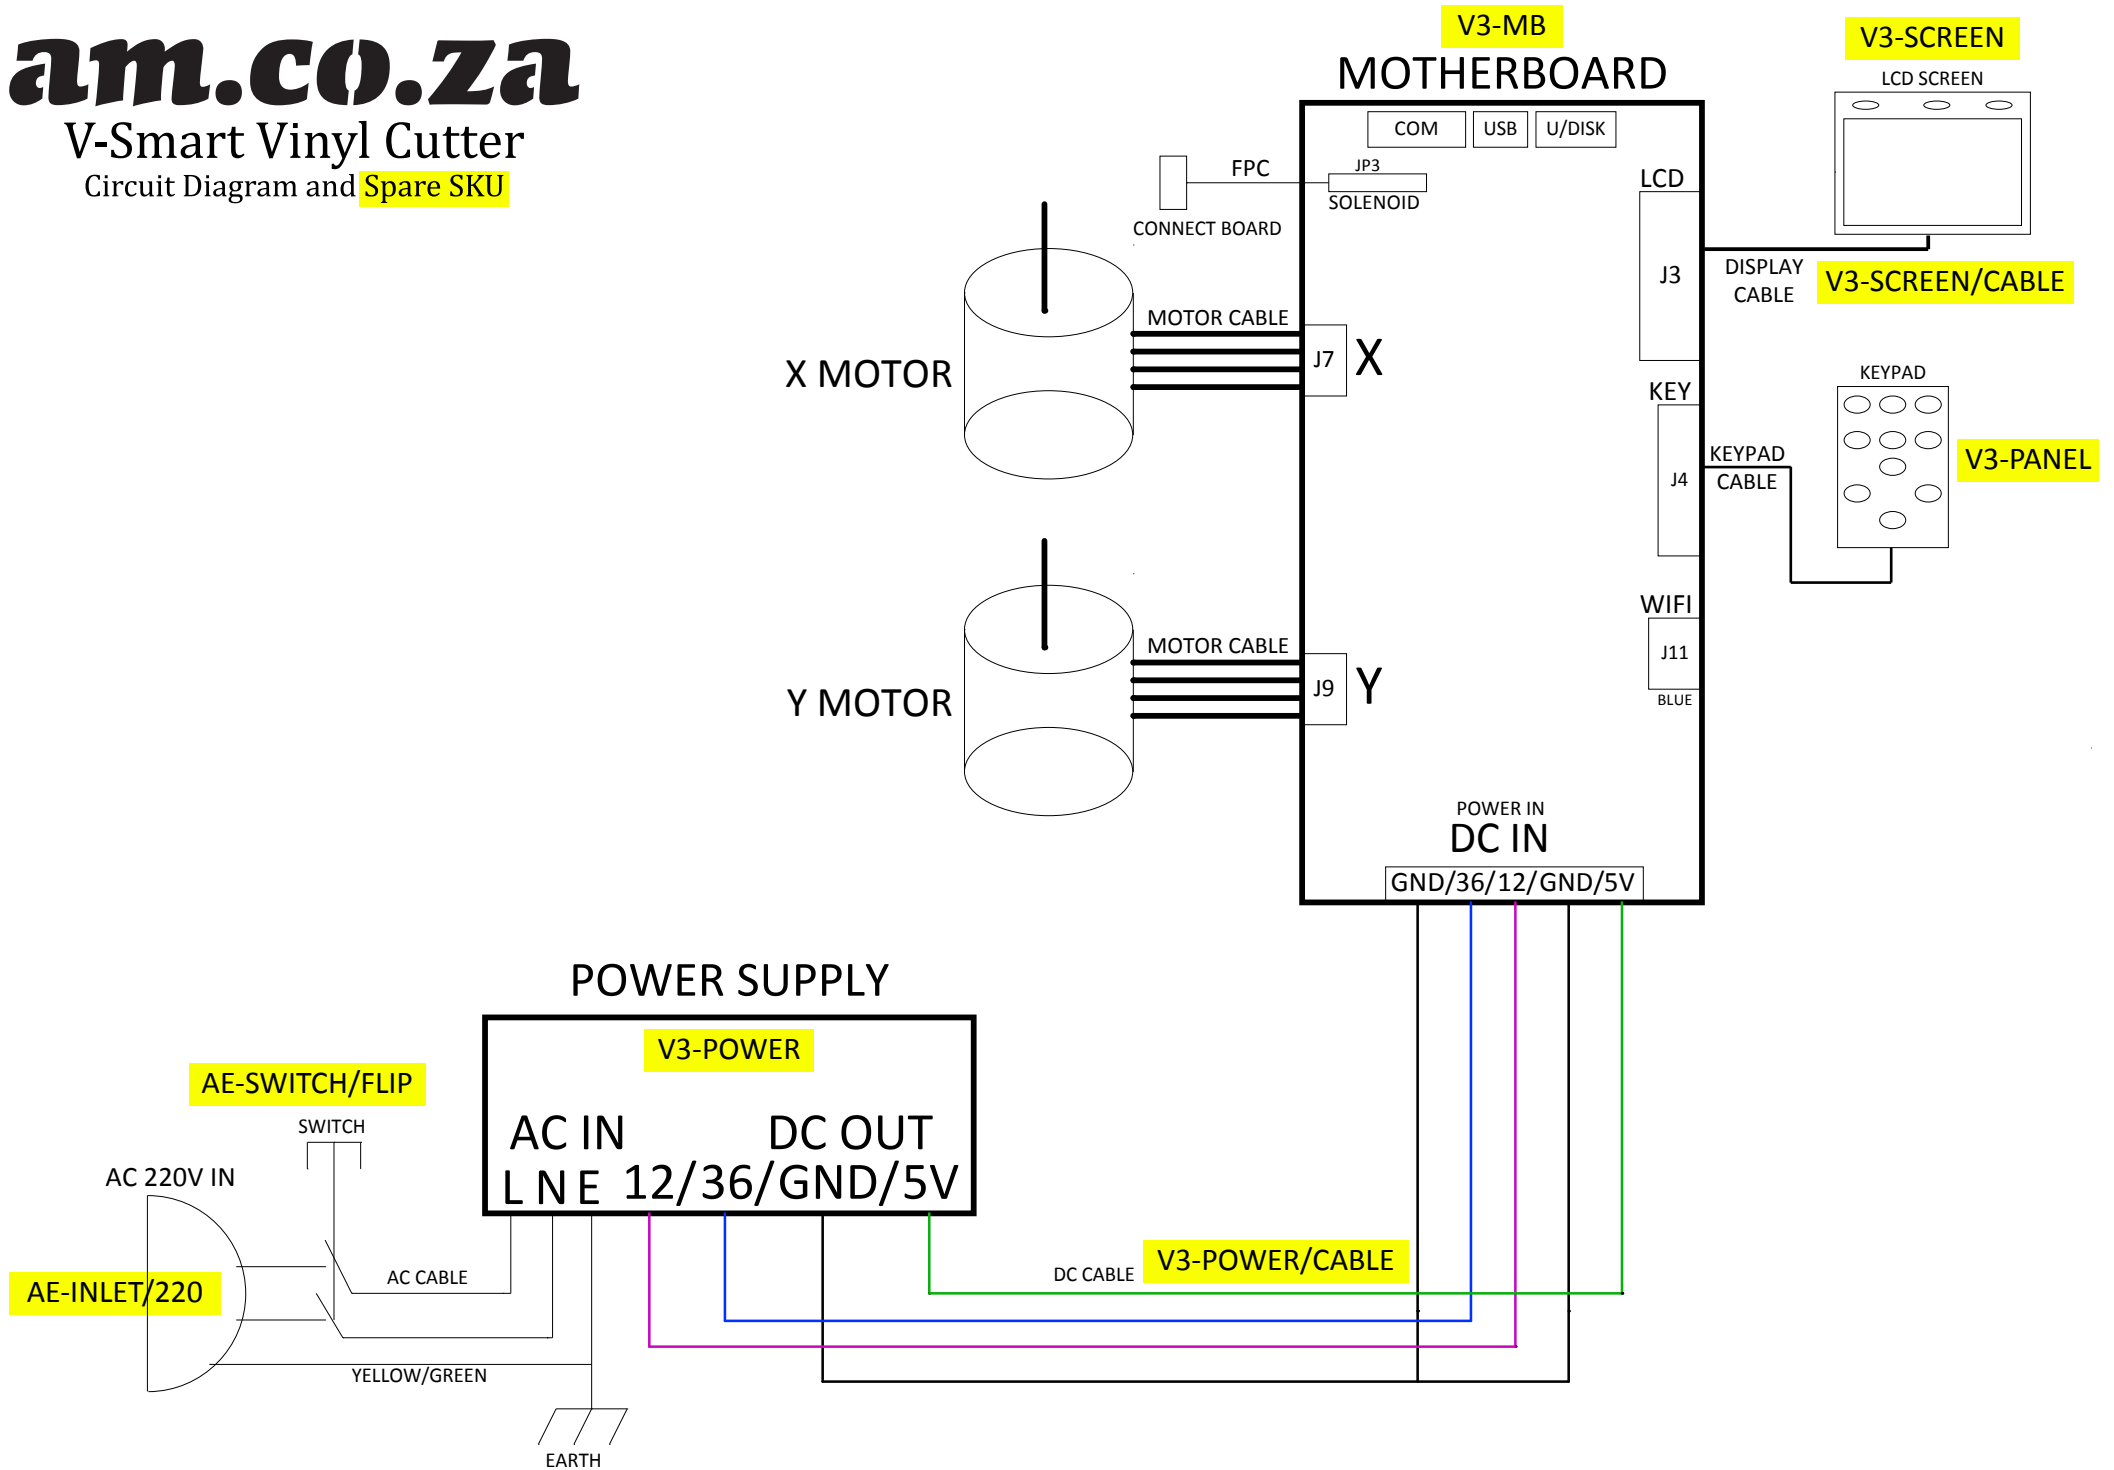 am.co.za
V-Smart Vinyl Cutter
Circuit Diagram and Spare SKU
V3-MB
MOTHERBOARD
COM
USB
U/DISK
FPC
JP3
SOLENOID
CONNECT BOARD
LCD
J3
V3-SCREEN
LCD SCREEN
DISPLAY
CABLE
V3-SCREEN/CABLE
X MOTOR
MOTOR CABLE
J7
X
KEY
J4
KEYPAD
CABLE
KEYPAD
V3-PANEL
Y MOTOR
MOTOR CABLE
J9
Y
WIFI
J11
BLUE
POWER IN
DC IN
GND/36/12/GND/5V
POWER SUPPLY
V3-POWER
AC IN
DC OUT
L N E 12/36/GND/5V
AE-SWITCH/FLIP
SWITCH
AC 220V IN
AE-INLET/220
AC CABLE
YELLOW/GREEN
EARTH
DC CABLE
V3-POWER/CABLE